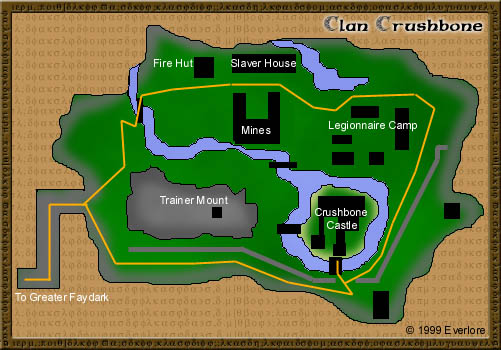 Clan Crushbone
Fire Hut
Slaver House
Mines
Legionnaire Camp
Trainer Mount
Crushbone
Castle
To Greater Faydark
© 1999 Everlore